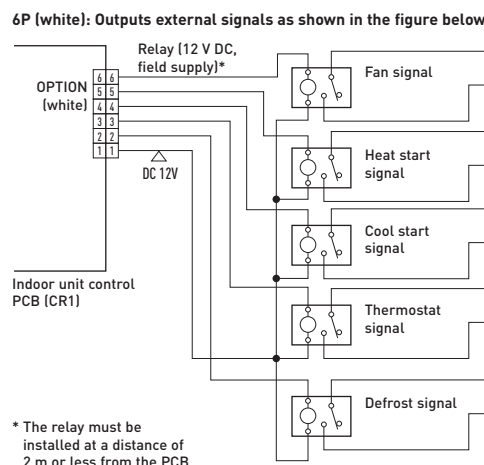 6P (white): Outputs external signals as shown in the figure below
Relay (12 V DC,
field supply)*
OPTION
(white)
6 6
5 5
4 4
3 3
2 2
1 1
DC 12V
Fan signal
Heat start
signal
Cool start
signal
Indoor unit control
PCB (CR1)
Thermostat
signal
Defrost signal
* The relay must be
installed at a distance of
2 m or less from the PCB